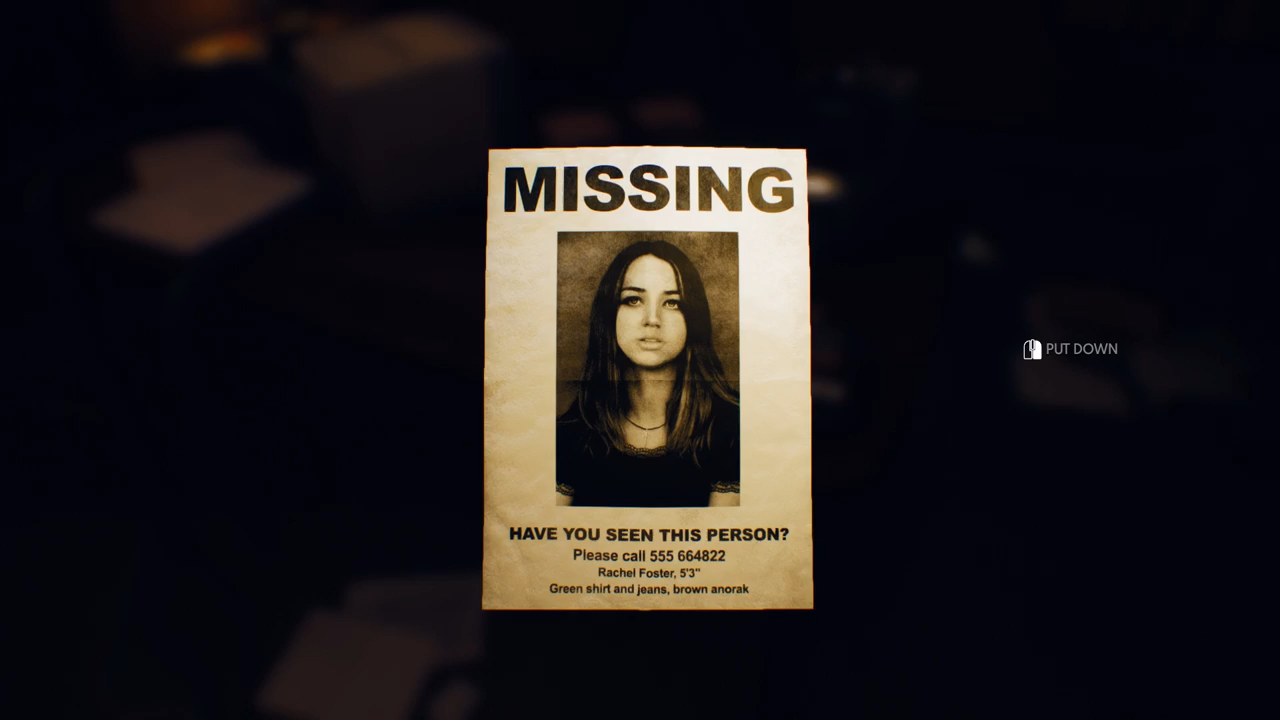 MISSING
HAVE YOU SEEN THIS PERSON?
Please call 555 664822
Rachel Foster, 5'3"
Green shirt and jeans, brown anorak
PUT DOWN